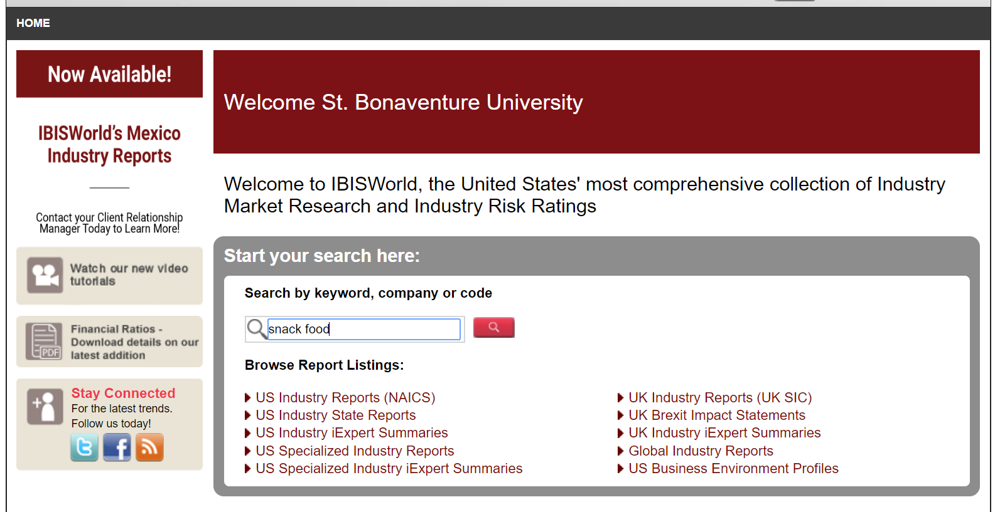 HOME
Now Available!
IBISWorld's Mexico
Industry Reports
Contact your Client Relationship
Manager Today to Learn More!
Watch our new video
tutorials
PDF
Financial Ratios -
Download details on our
latest addition
Stay Connected
For the latest trends.
Follow us today!
Welcome St. Bonaventure University
Welcome to IBISWorld, the United States' most comprehensive collection of Industry
Market Research and Industry Risk Ratings
Start your search here:
Search by keyword, company or code
snack food
Browse Report Listings:
US Industry Reports (NAICS)
US Industry State Reports
US Industry iExpert Summaries
US Specialized Industry Reports
US Specialized Industry iExpert Summaries
UK Industry Reports (UK SIC)
UK Brexit Impact Statements
UK Industry iExpert Summaries
Global Industry Reports
US Business Environment Profiles